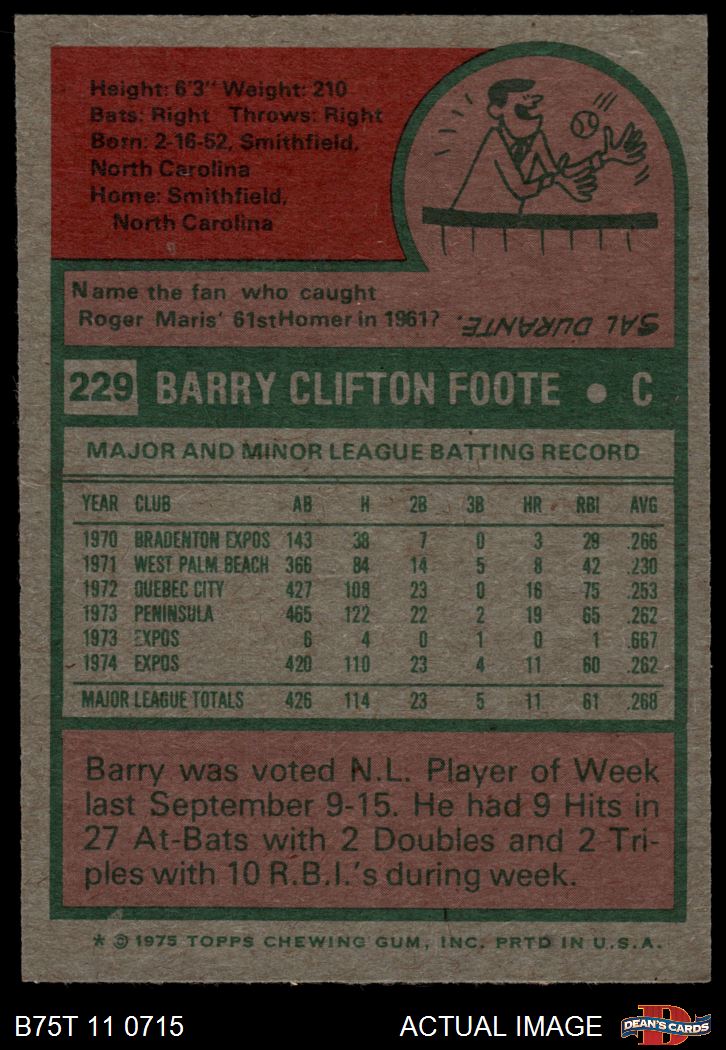 Height: 6'3" Weight: 210
Bats: Right Throws: Right
Born: 2-16-52, Smithfield,
North Carolina
Home: Smithfield,
North Carolina
Name the fan who caught
Roger Maris' 61st Homer in 1961?
SAL DURANTE.
229 BARRY CLIFTON FOOTE • C
MAJOR AND MINOR LEAGUE BATTING RECORD
YEAR CLUB AB H 2B 3B HR RBI AVG
1970 BRADENTON EXPOS 143 38 7 0 3 29 .266
1971 WEST PALM BEACH 366 84 14 5 8 42 .230
1972 QUEBEC CITY 427 108 23 0 16 75 .253
1973 PENINSULA 465 122 22 2 19 65 .262
1973 EXPOS 6 4 0 1 0 1 .667
1974 EXPOS 420 110 23 4 11 60 .262
MAJOR LEAGUE TOTALS 426 114 23 5 11 61 .268
Barry was voted N.L. Player of Week
last September 9-15. He had 9 Hits in
27 At-Bats with 2 Doubles and 2 Tri-
ples with 10 R.B.I.'s during week.
* © 1975 TOPPS CHEWING GUM, INC. PRTD IN U.S.A.
B75T 11 0715 ACTUAL IMAGE
DEAN'S CARDS